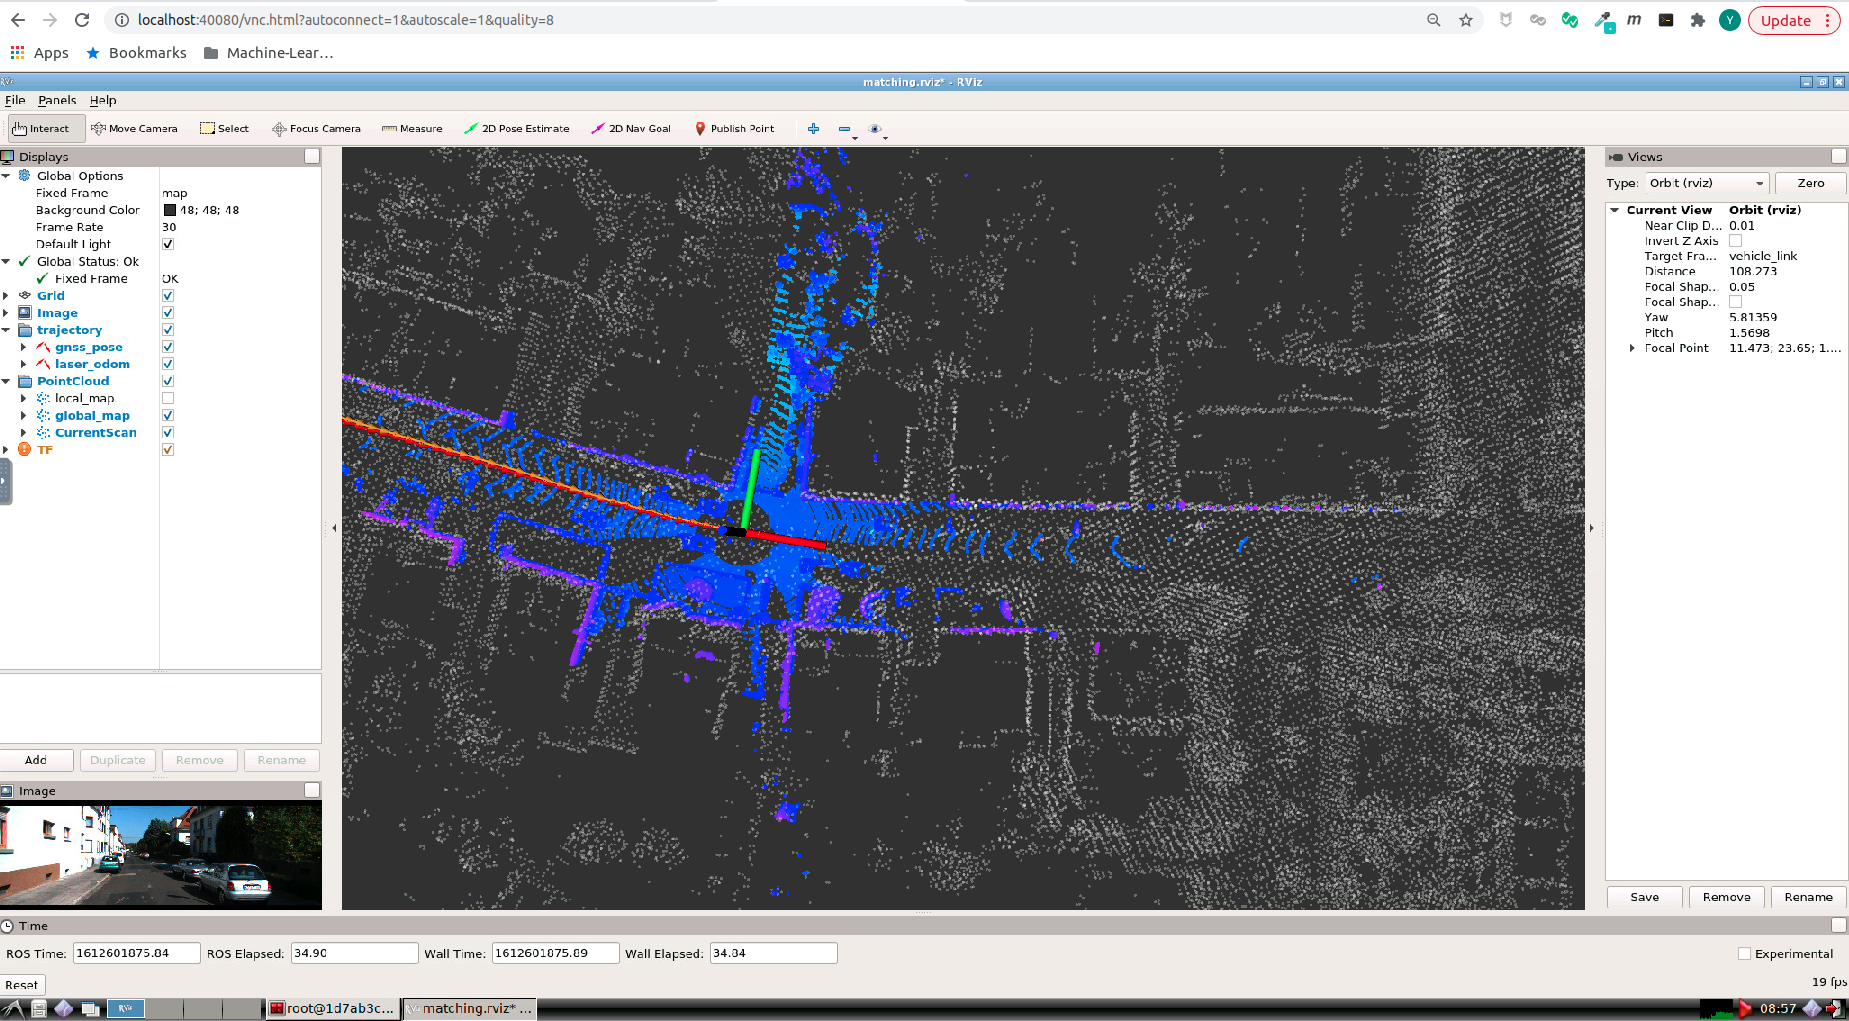 localhost:40080/vnc.html?autoconnect=1&autoscale=1&quality=8
m
Y
Update
Apps
Bookmarks
Machine-Lear...
matching.rviz* - RViz
File Panels Help
Interact Move Camera Select Focus Camera Measure 2D Pose Estimate 2D Nav Goal Publish Point
Displays
Global Options
Fixed Frame map
Background Color 48; 48; 48
Frame Rate 30
Default Light
Global Status: Ok
Fixed Frame OK
Grid
Image
trajectory
gnss_pose
laser_odom
PointCloud
local_map
global_map
CurrentScan
TF
Add Duplicate Remove Rename
Image
Views
Type: Orbit (rviz) Zero
Current View Orbit (rviz)
Near Clip D... 0.01
Invert Z Axis
Target Fra... vehicle_link
Distance 108.273
Focal Shap... 0.05
Focal Shap...
Yaw 5.81359
Pitch 1.5698
Focal Point 11.473; 23.65; 1....
Save Remove Rename
Time
ROS Time: 1612601875.84 ROS Elapsed: 34.90 Wall Time: 1612601875.89 Wall Elapsed: 34.84 Experimental
Reset 19 fps
root@1d7ab3c... matching.rviz* ... 08:57